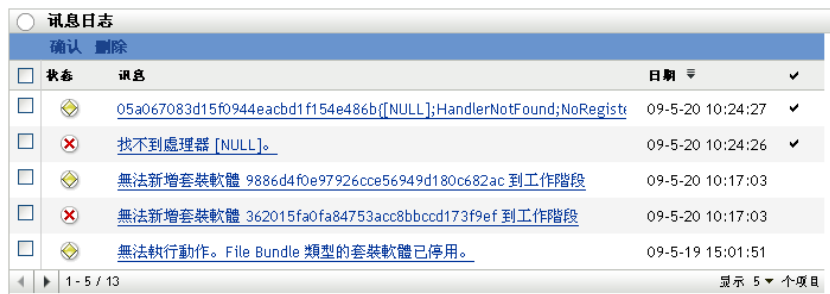 讯息日志
确认 删除
状态 讯息 日期 ✔
05a067083d15f0944eacbd1f154e486b{[NULL];HandlerNotFound;NoRegiste 09-5-20 10:24:27 ✔
找不到處理器 [NULL]。 09-5-20 10:24:26 ✔
無法新增套裝軟體 9886d4f0e97926cce56949d180c682ac 到工作階段 09-5-20 10:17:03
無法新增套裝軟體 362015fa0fa84753acc8bbccd173f9ef 到工作階段 09-5-20 10:17:03
無法執行動作。File Bundle 類型的套裝軟體已停用。 09-5-19 15:01:51
1 - 5 / 13 显示 5 个项目